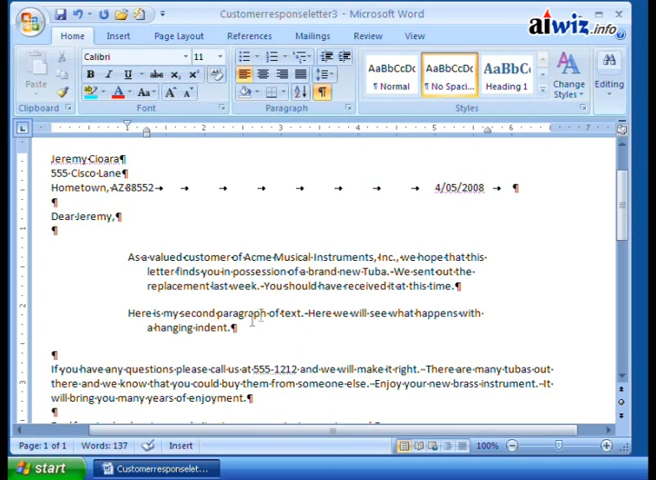 Customerresponseletter3 - Microsoft Word
aiwiz.info
Home Insert Page Layout References Mailings Review View
Paste
Calibri 11
B I U abc
AaBbCcDc AaBbCcDc AaBbCc
¶ Normal ¶ No Spaci... Heading 1
Change Styles
Editing
Clipboard Font Paragraph Styles
Jeremy Cioara¶
555 Cisco Lane¶
Hometown, AZ 88552 4/05/2008 ¶
¶
Dear Jeremy,¶
¶
As a valued customer of Acme Musical Instruments, Inc., we hope that this
letter finds you in possession of a brand new Tuba. We sent out the
replacement last week. You should have received it at this time.¶
Here is my second paragraph of text. Here we will see what happens with
a hanging indent.¶
¶
If you have any questions please call us at 555-1212 and we will make it right. There are many tubas out
there and we know that you could buy them from someone else. Enjoy your new brass instrument. It
will bring you many years of enjoyment.¶
¶
Page: 1 of 1 Words: 137 Insert 100%
start Customerresponselet...